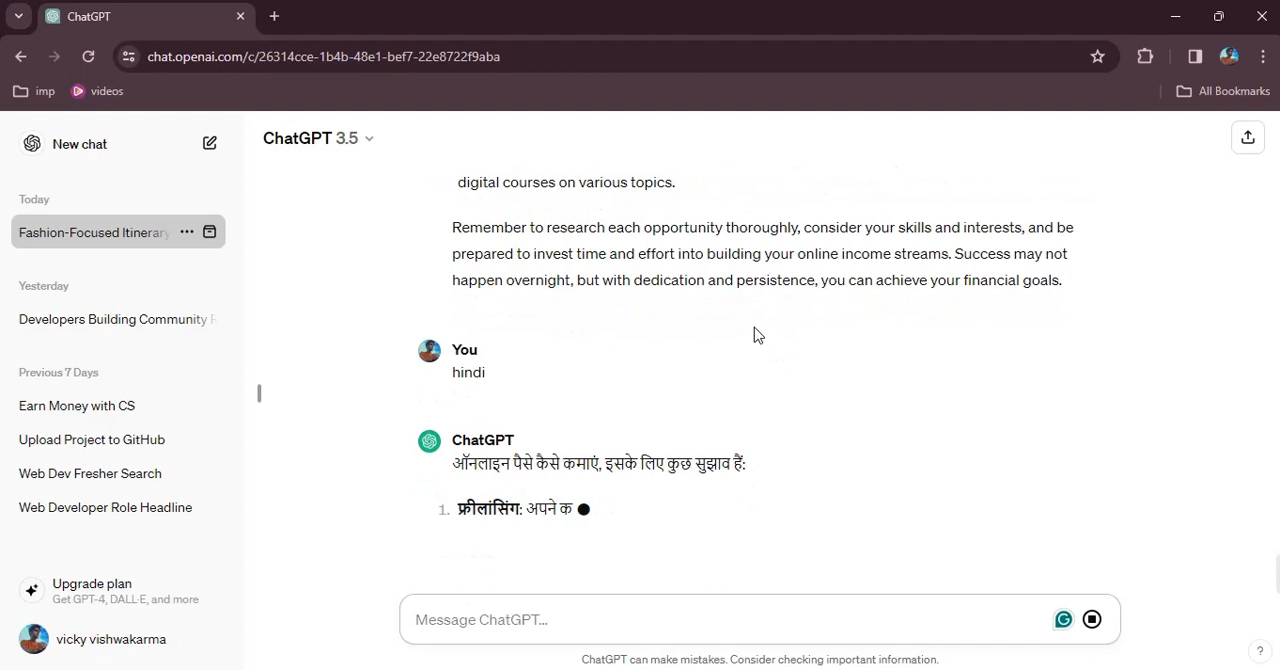 ChatGPT
chat.openai.com/c/26314cce-1b4b-48e1-bef7-22e8722f9aba
imp
videos
All Bookmarks
New chat
ChatGPT 3.5
Today
Fashion-Focused Itinerary
Yesterday
Developers Building Community
Previous 7 Days
Earn Money with CS
Upload Project to GitHub
Web Dev Fresher Search
Web Developer Role Headline
Upgrade plan
Get GPT-4, DALL·E, and more
vicky vishwakarma
digital courses on various topics.
Remember to research each opportunity thoroughly, consider your skills and interests, and be
prepared to invest time and effort into building your online income streams. Success may not
happen overnight, but with dedication and persistence, you can achieve your financial goals.
You
hindi
ChatGPT
ऑनलाइन पैसे कैसे कमाएं, इसके लिए कुछ सुझाव हैं:
1. फ्रीलांसिंग: अपने क
Message ChatGPT...
ChatGPT can make mistakes. Consider checking important information.
?